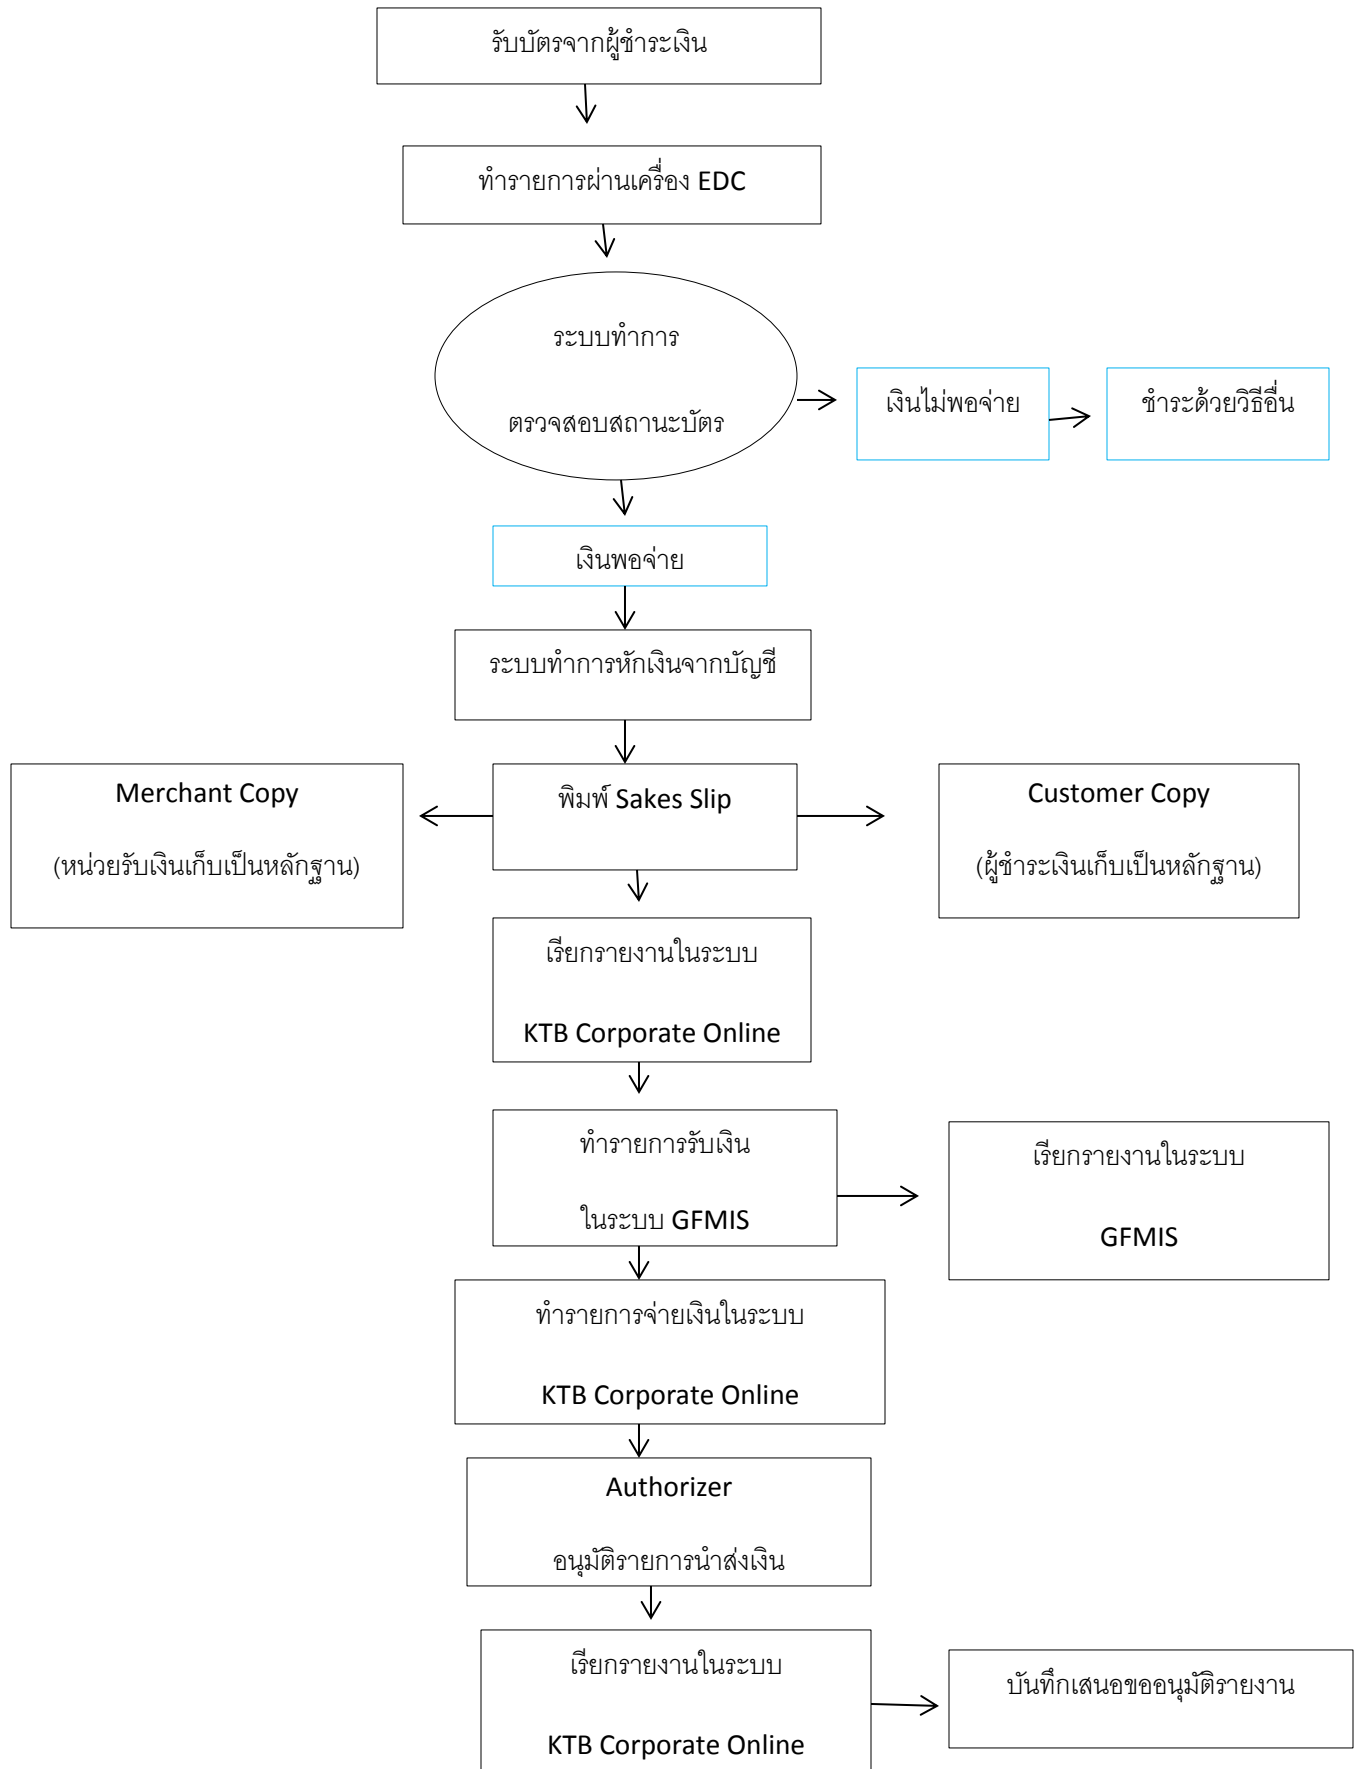 รับบัตรจากผู้ชำระเงิน
ทำรายการผ่านเครื่อง EDC
ระบบทำการ
ตรวจสอบสถานะบัตร
เงินไม่พอจ่าย
ชำระด้วยวิธีอื่น
เงินพอจ่าย
ระบบทำการหักเงินจากบัญชี
Merchant Copy
(หน่วยรับเงินเก็บเป็นหลักฐาน)
พิมพ์ Sakes Slip
Customer Copy
(ผู้ชำระเงินเก็บเป็นหลักฐาน)
เรียกรายงานในระบบ
KTB Corporate Online
ทำรายการรับเงิน
ในระบบ GFMIS
เรียกรายงานในระบบ
GFMIS
ทำรายการจ่ายเงินในระบบ
KTB Corporate Online
Authorizer
อนุมัติรายการนำส่งเงิน
เรียกรายงานในระบบ
KTB Corporate Online
บันทึกเสนอขออนุมัติรายงาน